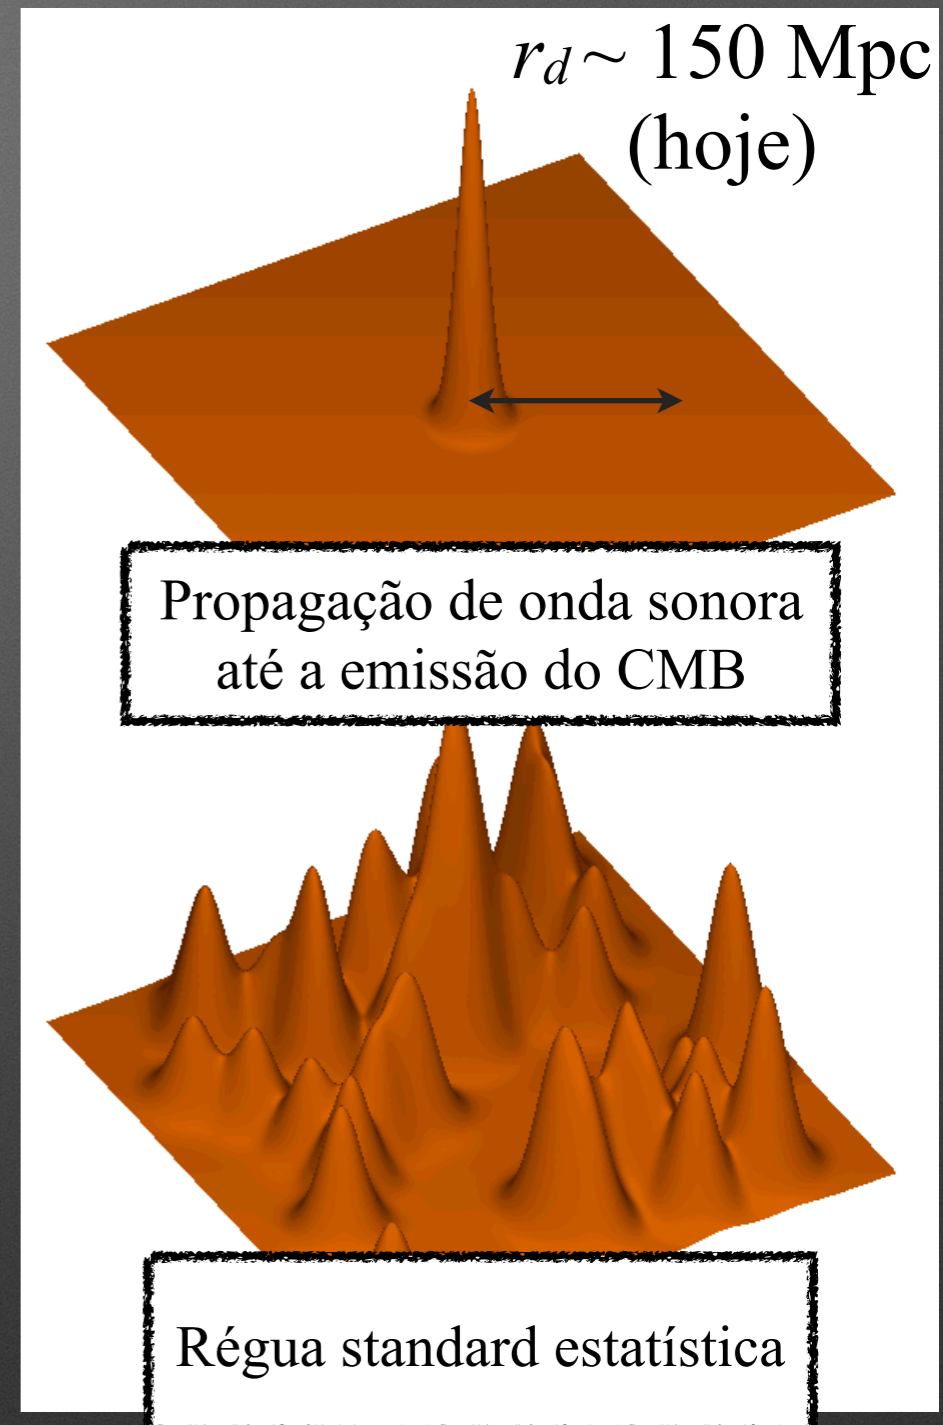 r_d ~ 150 Mpc
(hoje)
Propagação de onda sonora
até a emissão do CMB
Régua standard estatística